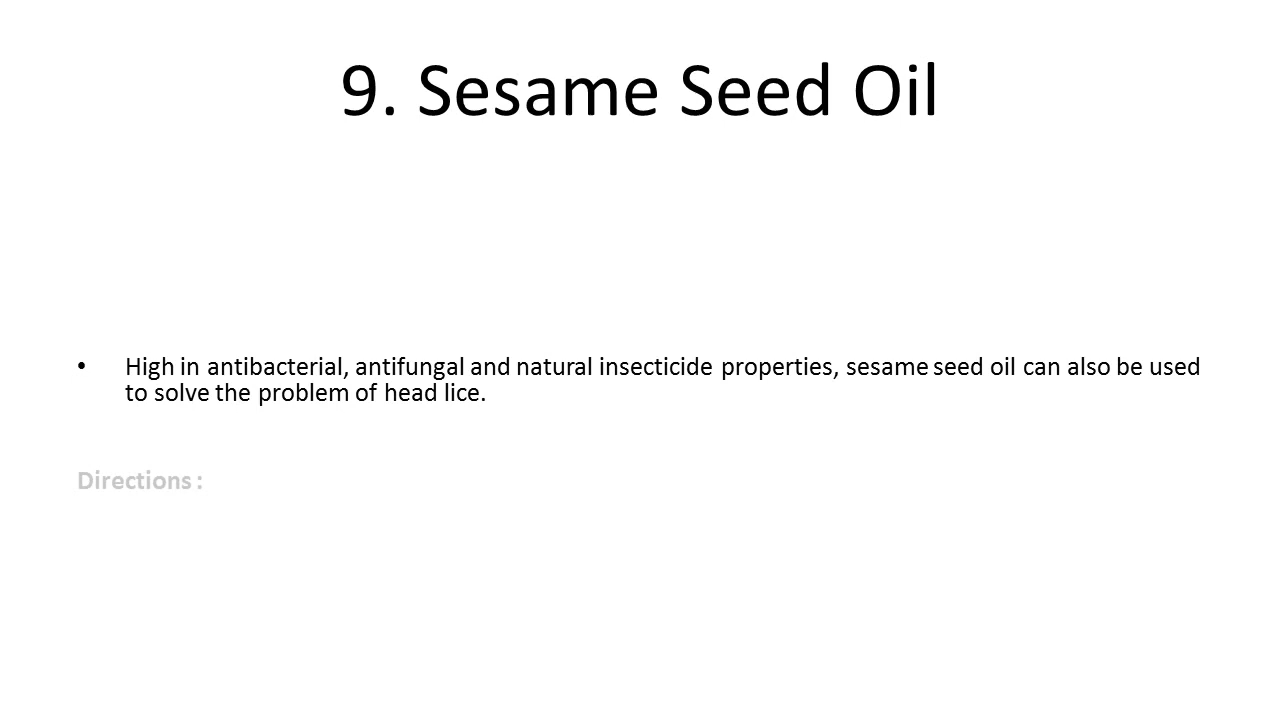 9. Sesame Seed Oil
• High in antibacterial, antifungal and natural insecticide properties, sesame seed oil can also be used
to solve the problem of head lice.
Directions :